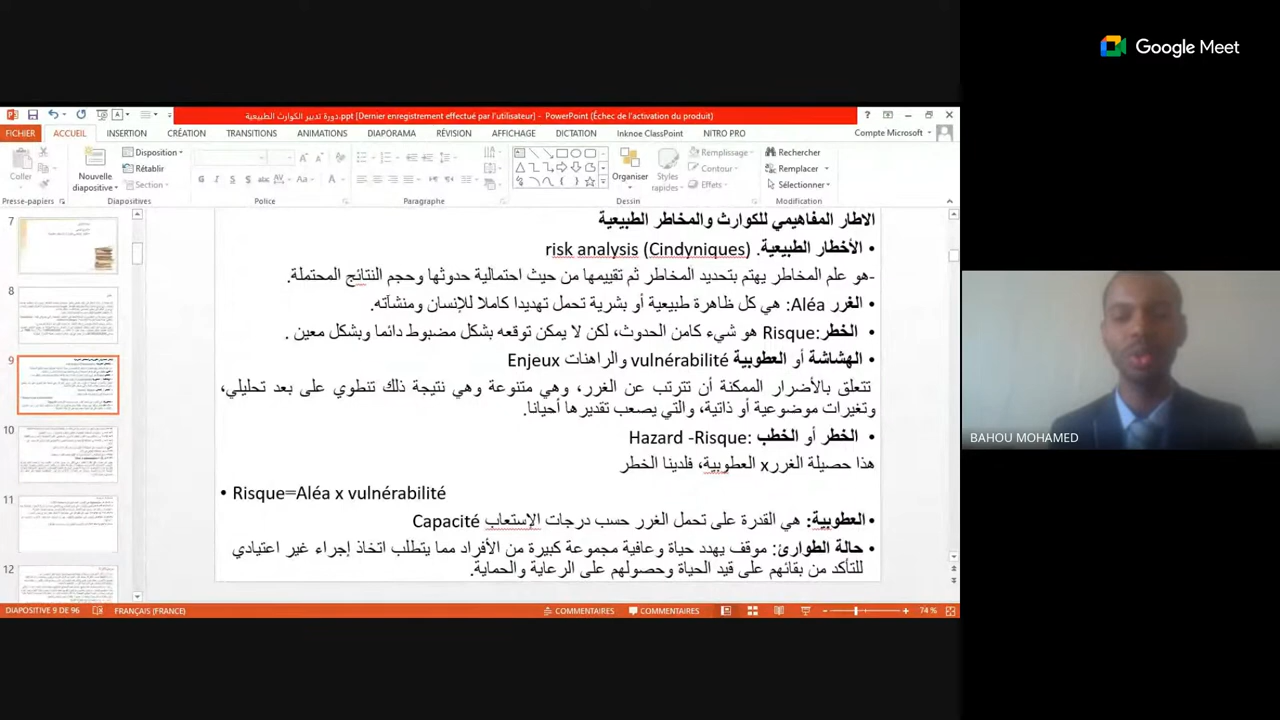 Google Meet
دورة تدبير الكوارث الطبيعية.ppt [Dernier enregistrement effectué par l'utilisateur] - PowerPoint (Échec de l'activation du produit)
FICHIER ACCUEIL INSERTION CRÉATION TRANSITIONS ANIMATIONS DIAPORAMA RÉVISION AFFICHAGE DICTATION Inknoe ClassPoint NITRO PRO Compte Microsoft
Coller
Nouvelle diapositive
Disposition
Rétablir
Section
Organiser
Styles rapides
Remplissage
Contour
Effets
Rechercher
Remplacer
Sélectionner
Presse-papiers Diapositives Police Paragraphe Dessin Modification
7
8
9
10
11
12
الاطار المفاهيمي للكوارث والمخاطر الطبيعية
• الأخطار الطبيعية. risk analysis (Cindyniques)
-هو علم المخاطر يهتم بتحديد المخاطر ثم تقييمها من حيث احتمالية حدوثها وحجم النتائج المحتملة.
• الغرر Aléa: هي كل ظاهرة طبيعية أو بشرية تحمل تهديدا كاملا للإنسان ومنشآته.
• الخطر:Risque هو شيء كامن الحدوث، لكن لا يمكن توقعه بشكل مضبوط دائما وبشكل معين .
• الهشاشة أو العطوبية vulnérabilité والراهنات Enjeux
تتعلق بالأضرار الممكنة أن تترتب عن الغرر، وهي متنوعة وهي نتيجة ذلك تنطوي على بعد تحليلي،
وتغيرات موضوعية أو ذاتية، والتي يصعب تقديرها أحيانا.
• الخطر أو الخطب :Hazard -Risque
هذا حصيلة الغررx العطوبية، فلدينا الخطر
• Risque=Aléa x vulnérabilité
• العطوبية: هي القدرة على تحمل الغرر حسب درجات الإستعاب Capacité
• حالة الطوارئ: موقف يهدد حياة وعافية مجموعة كبيرة من الأفراد مما يتطلب اتخاذ إجراء غير اعتيادي
للتأكد من بقائهم على قيد الحياة وحصولهم على الرعاية والحماية.
BAHOU MOHAMED
DIAPOSITIVE 9 DE 96 FRANÇAIS (FRANCE) COMMENTAIRES COMMENTAIRES 74 %